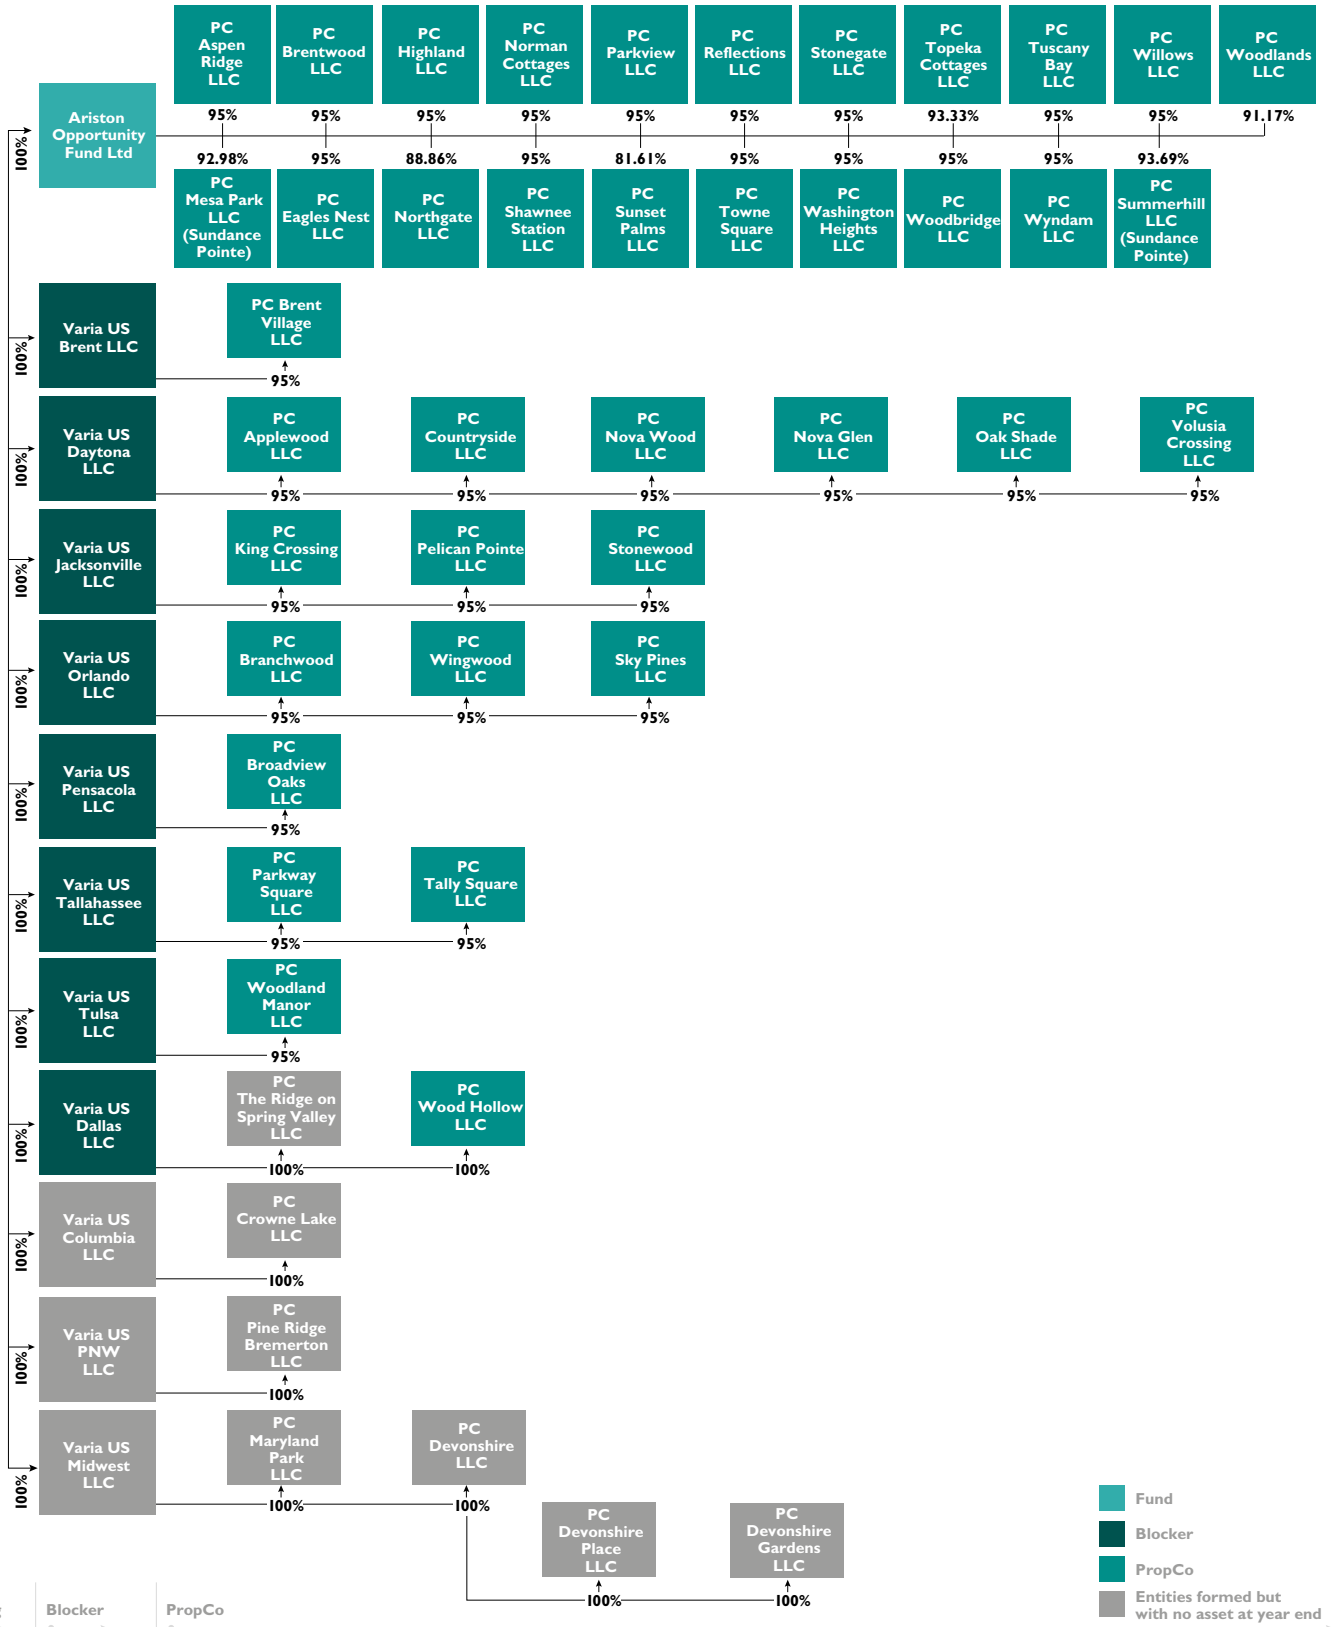 PC
Aspen
Ridge
LLC
PC
Brentwood
LLC
PC
Highland
LLC
PC
Norman
Cottages
LLC
PC
Parkview
LLC
PC
Reflections
LLC
PC
Stonegate
LLC
PC
Topeka
Cottages
LLC
PC
Tuscany
Bay
LLC
PC
Willows
LLC
PC
Woodlands
LLC
100%
Ariston
Opportunity
Fund Ltd
95%
95%
95%
95%
95%
95%
95%
93.33%
95%
95%
91.17%
92.98%
95%
88.86%
95%
81.61%
95%
95%
95%
95%
93.69%
PC
Mesa Park
LLC
(Sundance
Pointe)
PC
Eagles Nest
LLC
PC
Northgate
LLC
PC
Shawnee
Station
LLC
PC
Sunset
Palms
LLC
PC
Towne
Square
LLC
PC
Washington
Heights
LLC
PC
Woodbridge
LLC
PC
Wyndam
LLC
PC
Summerhill
LLC
(Sundance
Pointe)
100%
Varia US
Brent LLC
PC Brent
Village
LLC
95%
100%
Varia US
Daytona
LLC
PC
Applewood
LLC
PC
Countryside
LLC
PC
Nova Wood
LLC
PC
Nova Glen
LLC
PC
Oak Shade
LLC
PC
Volusia
Crossing
LLC
95%
95%
95%
95%
95%
95%
100%
Varia US
Jacksonville
LLC
PC
King Crossing
LLC
PC
Pelican Pointe
LLC
PC
Stonewood
LLC
95%
95%
95%
100%
Varia US
Orlando
LLC
PC
Branchwood
LLC
PC
Wingwood
LLC
PC
Sky Pines
LLC
95%
95%
95%
100%
Varia US
Pensacola
LLC
PC
Broadview
Oaks
LLC
95%
100%
Varia US
Tallahassee
LLC
PC
Parkway
Square
LLC
PC
Tally Square
LLC
95%
95%
100%
Varia US
Tulsa
LLC
PC
Woodland
Manor
LLC
95%
100%
Varia US
Dallas
LLC
PC
The Ridge on
Spring Valley
LLC
PC
Wood Hollow
LLC
100%
100%
100%
Varia US
Columbia
LLC
PC
Crowne Lake
LLC
100%
100%
Varia US
PNW
LLC
PC
Pine Ridge
Bremerton
LLC
100%
100%
Varia US
Midwest
LLC
PC
Maryland
Park
LLC
PC
Devonshire
LLC
100%
100%
PC
Devonshire
Place
LLC
PC
Devonshire
Gardens
LLC
100%
100%
Fund
Blocker
PropCo
Entities formed but
with no asset at year end
Blocker
PropCo